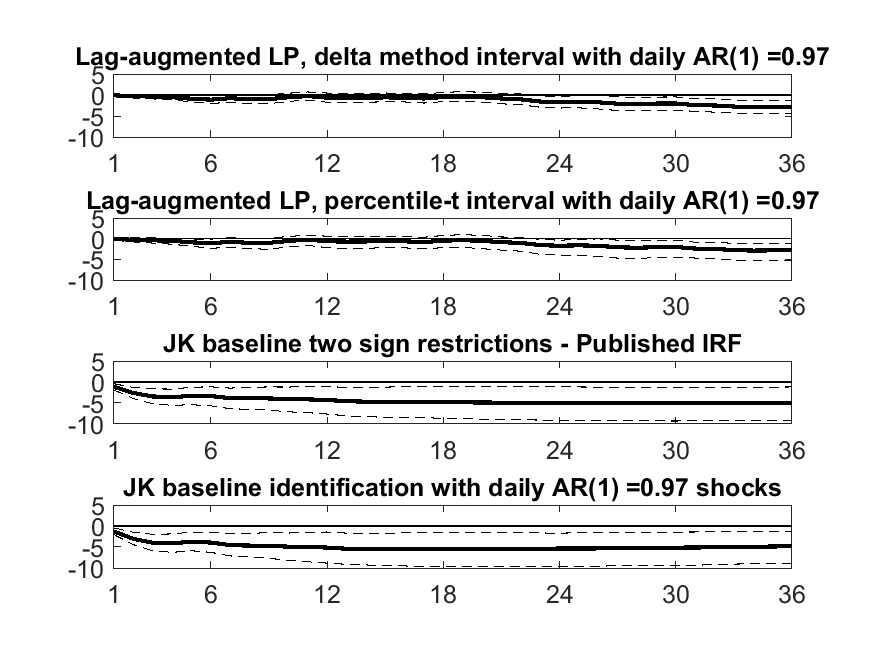 Lag-augmented LP, delta method interval with daily AR(1) =0.97
5
0
-5
-10
1 6 12 18 24 30 36
Lag-augmented LP, percentile-t interval with daily AR(1) =0.97
5
0
-5
-10
1 6 12 18 24 30 36
JK baseline two sign restrictions - Published IRF
5
0
-5
-10
1 6 12 18 24 30 36
JK baseline identification with daily AR(1) =0.97 shocks
5
0
-5
-10
1 6 12 18 24 30 36